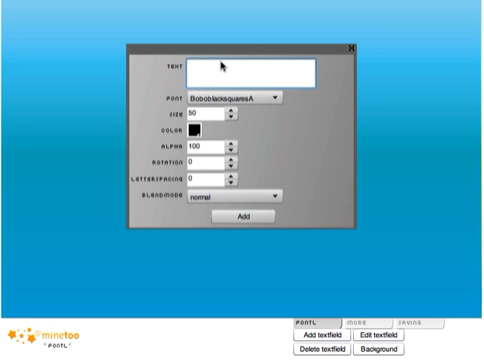 X
TEXT
FONT BoboblacksquaresA
SIZE 50
COLOR
ALPHA 100
ROTATION 0
LETTERSPACING 0
BLENDMODE normal
Add
FONTL MORE SAVING
Add textfield Edit textfield
Delete textfield Background
minetoo
"FONTL"